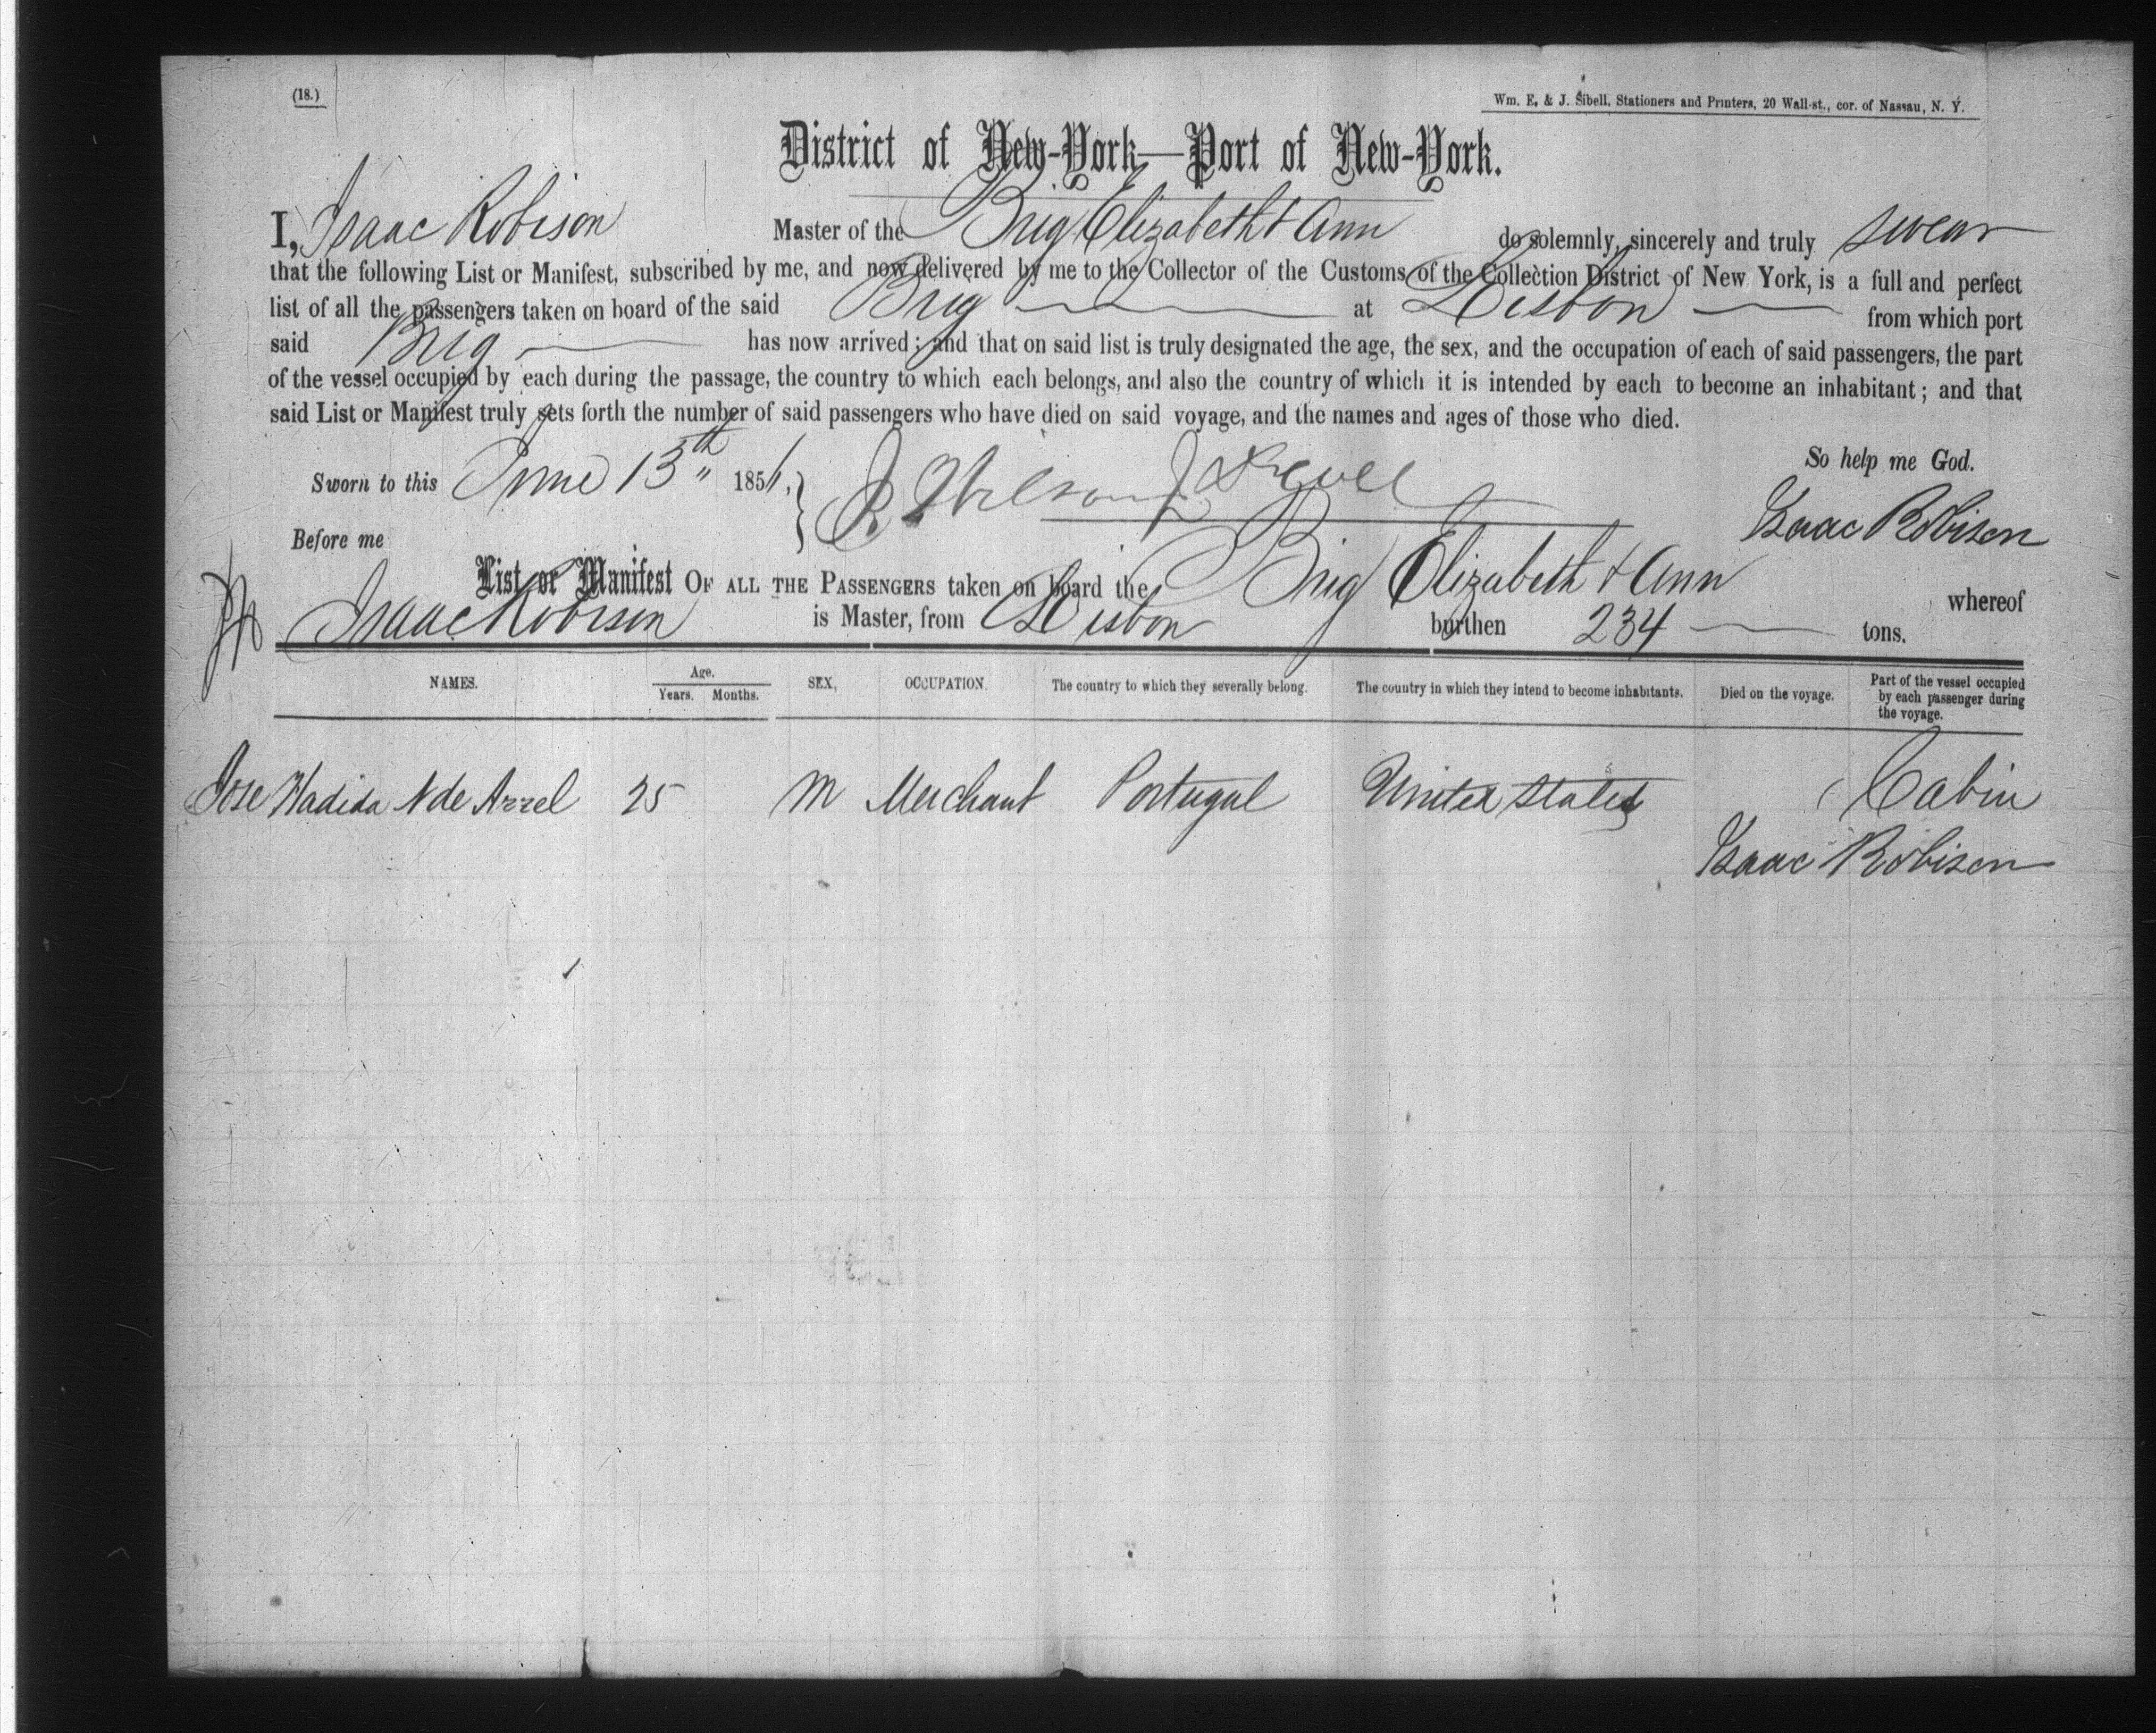 (18.)
Wm. E. & J. Sibell, Stationers and Printers, 20 Wall-st., cor. of Nassau, N. Y.
District of New-York—Port of New-York.
I, Isaac Robison Master of the Brig Elizabeth & Ann do solemnly, sincerely and truly swear
that the following List or Manifest, subscribed by me, and now delivered by me to the Collector of the Customs of the Collection District of New York, is a full and perfect
list of all the passengers taken on board of the said Brig at Lisbon from which port
said Brig has now arrived; and that on said list is truly designated the age, the sex, and the occupation of each of said passengers, the part
of the vessel occupied by each during the passage, the country to which each belongs, and also the country of which it is intended by each to become an inhabitant; and that
said List or Manifest truly sets forth the number of said passengers who have died on said voyage, and the names and ages of those who died.
So help me God.
Sworn to this June 13th 1851,
Isaac Robison
Before me
List or Manifest OF ALL THE PASSENGERS taken on board the Brig Elizabeth & Ann whereof
Isaac Robison is Master, from Lisbon burthen 234 tons.
NAMES. Age. Years. Months. SEX, OCCUPATION. The country to which they severally belong. The country in which they intend to become inhabitants. Died on the voyage. Part of the vessel occupied by each passenger during the voyage.
Jose de 25 M Merchant Portugal United States Cabin
Isaac Robison